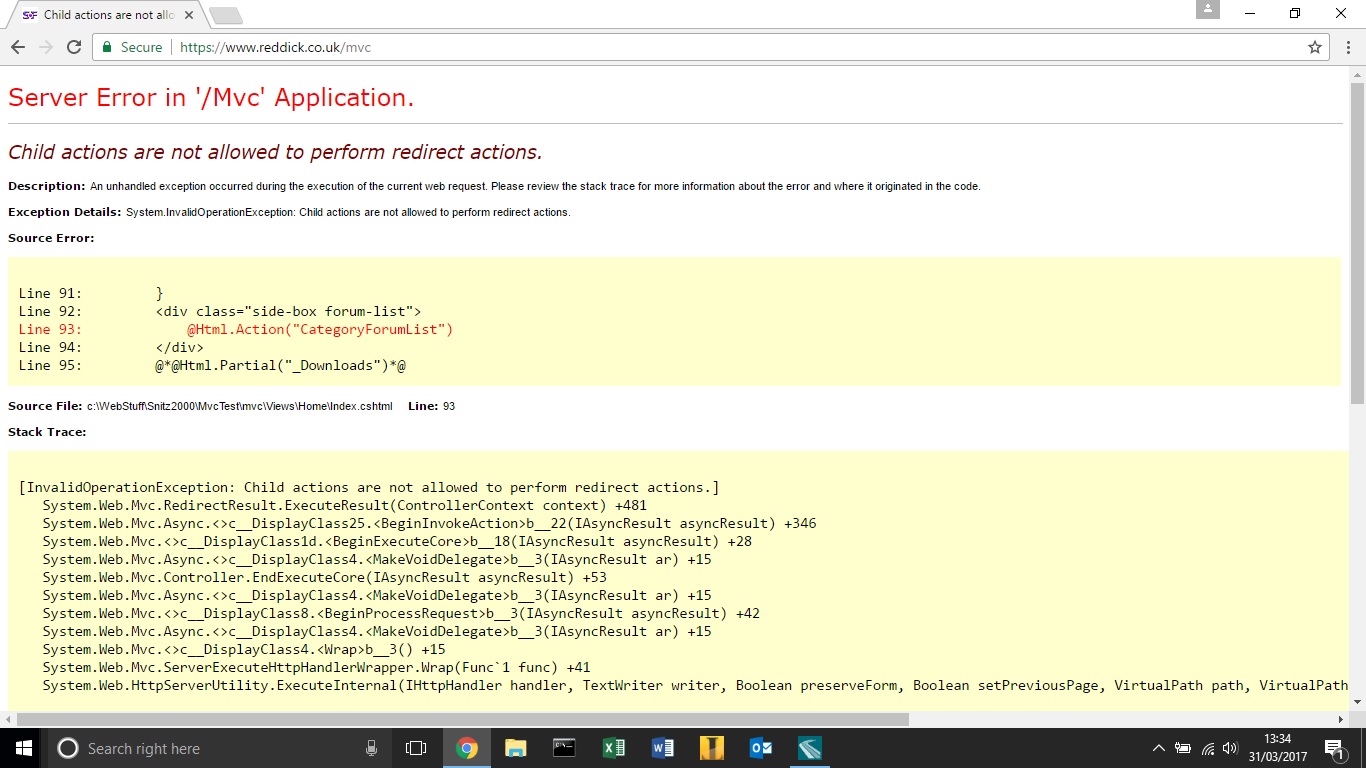 Child actions are not allo
Secure https://www.reddick.co.uk/mvc
Server Error in '/Mvc' Application.
Child actions are not allowed to perform redirect actions.
Description: An unhandled exception occurred during the execution of the current web request. Please review the stack trace for more information about the error and where it originated in the code.
Exception Details: System.InvalidOperationException: Child actions are not allowed to perform redirect actions.
Source Error:
Line 91: }
Line 92: <div class="side-box forum-list">
Line 93: @Html.Action("CategoryForumList")
Line 94: </div>
Line 95: @*@Html.Partial("_Downloads")*@
Source File: c:\WebStuff\Snitz2000\MvcTest\mvc\Views\Home\Index.cshtml Line: 93
Stack Trace:
[InvalidOperationException: Child actions are not allowed to perform redirect actions.]
System.Web.Mvc.RedirectResult.ExecuteResult(ControllerContext context) +481
System.Web.Mvc.Async.<>c__DisplayClass25.<BeginInvokeAction>b__22(IAsyncResult asyncResult) +346
System.Web.Mvc.<>c__DisplayClass1d.<BeginExecuteCore>b__18(IAsyncResult asyncResult) +28
System.Web.Mvc.Async.<>c__DisplayClass4.<MakeVoidDelegate>b__3(IAsyncResult ar) +15
System.Web.Mvc.Controller.EndExecuteCore(IAsyncResult asyncResult) +53
System.Web.Mvc.Async.<>c__DisplayClass4.<MakeVoidDelegate>b__3(IAsyncResult ar) +15
System.Web.Mvc.<>c__DisplayClass8.<BeginProcessRequest>b__3(IAsyncResult asyncResult) +42
System.Web.Mvc.Async.<>c__DisplayClass4.<MakeVoidDelegate>b__3(IAsyncResult ar) +15
System.Web.Mvc.<>c__DisplayClass4.<Wrap>b__3() +15
System.Web.Mvc.ServerExecuteHttpHandlerWrapper.Wrap(Func`1 func) +41
System.Web.HttpServerUtility.ExecuteInternal(IHttpHandler handler, TextWriter writer, Boolean preserveForm, Boolean setPreviousPage, VirtualPath path, VirtualPath
Search right here
13:34
31/03/2017
1